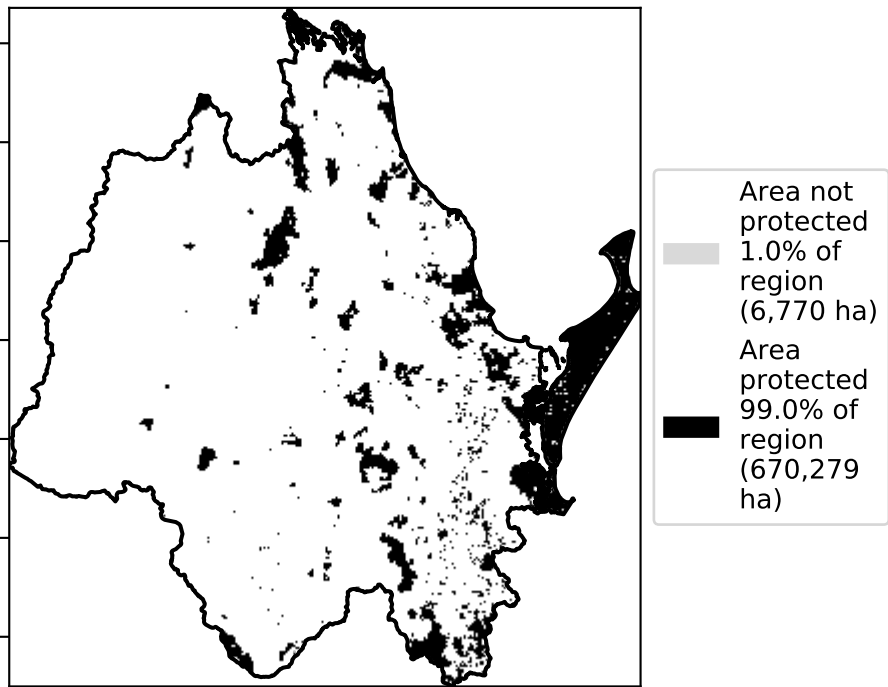 Area not
protected
1.0% of
region
(6,770 ha)
Area
protected
99.0% of
region
(670,279
ha)